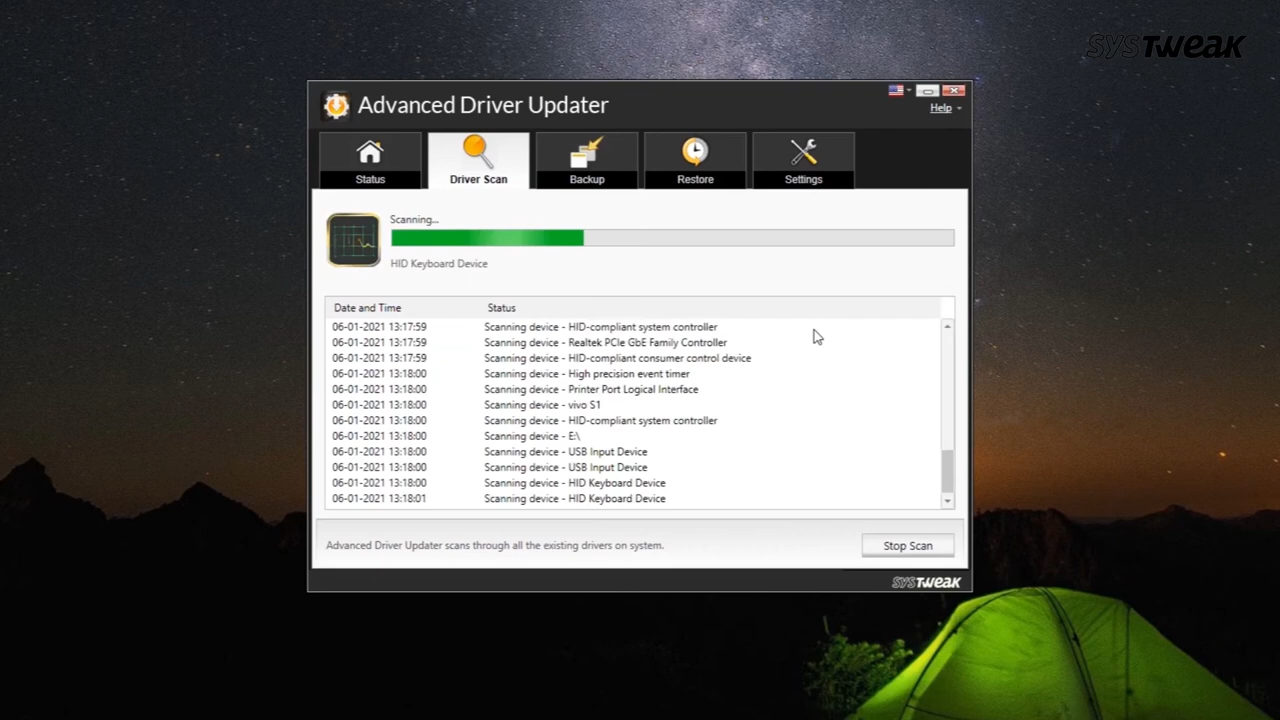 SYSTWEAK
Advanced Driver Updater
Help
Status
Driver Scan
Backup
Restore
Settings
Scanning...
HID Keyboard Device
Date and Time Status
06-01-2021 13:17:59 Scanning device - HID-compliant system controller
06-01-2021 13:17:59 Scanning device - Realtek PCIe GbE Family Controller
06-01-2021 13:17:59 Scanning device - HID-compliant consumer control device
06-01-2021 13:18:00 Scanning device - High precision event timer
06-01-2021 13:18:00 Scanning device - Printer Port Logical Interface
06-01-2021 13:18:00 Scanning device - vivo S1
06-01-2021 13:18:00 Scanning device - HID-compliant system controller
06-01-2021 13:18:00 Scanning device - E:\
06-01-2021 13:18:00 Scanning device - USB Input Device
06-01-2021 13:18:00 Scanning device - USB Input Device
06-01-2021 13:18:00 Scanning device - HID Keyboard Device
06-01-2021 13:18:01 Scanning device - HID Keyboard Device
Advanced Driver Updater scans through all the existing drivers on system.
Stop Scan
SYSTWEAK